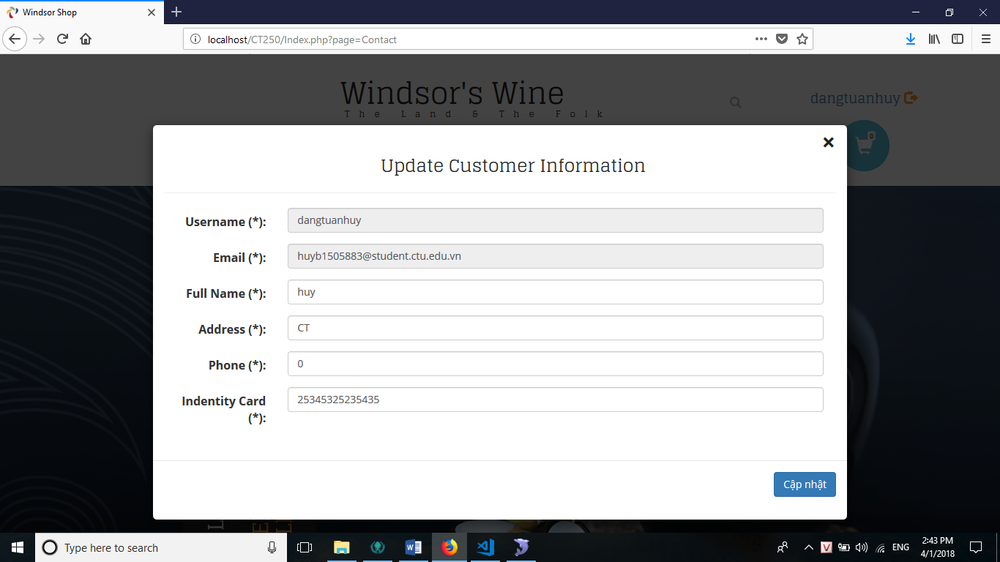 Windsor Shop
localhost/CT250/Index.php?page=Contact
Windsor's Wine
The Land & The Folk
dangtuanhuy
0
Update Customer Information
Username (*):
dangtuanhuy
Email (*):
huyb1505883@student.ctu.edu.vn
Full Name (*):
huy
Address (*):
CT
Phone (*):
0
Indentity Card
(*):
25345325235435
Cập nhật
Type here to search
ENG
2:43 PM
4/1/2018